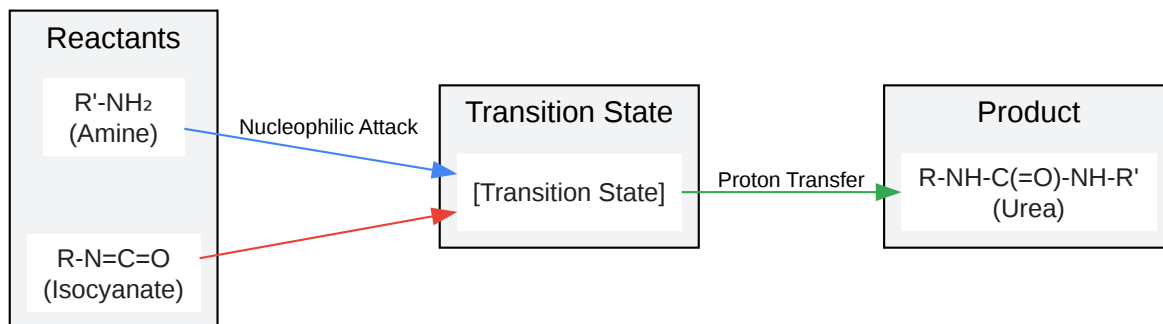 Reactants
R'-NH₂
(Amine)
R-N=C=O
(Isocyanate)
Nucleophilic Attack
Transition State
[Transition State]
Proton Transfer
Product
R-NH-C(=O)-NH-R'
(Urea)